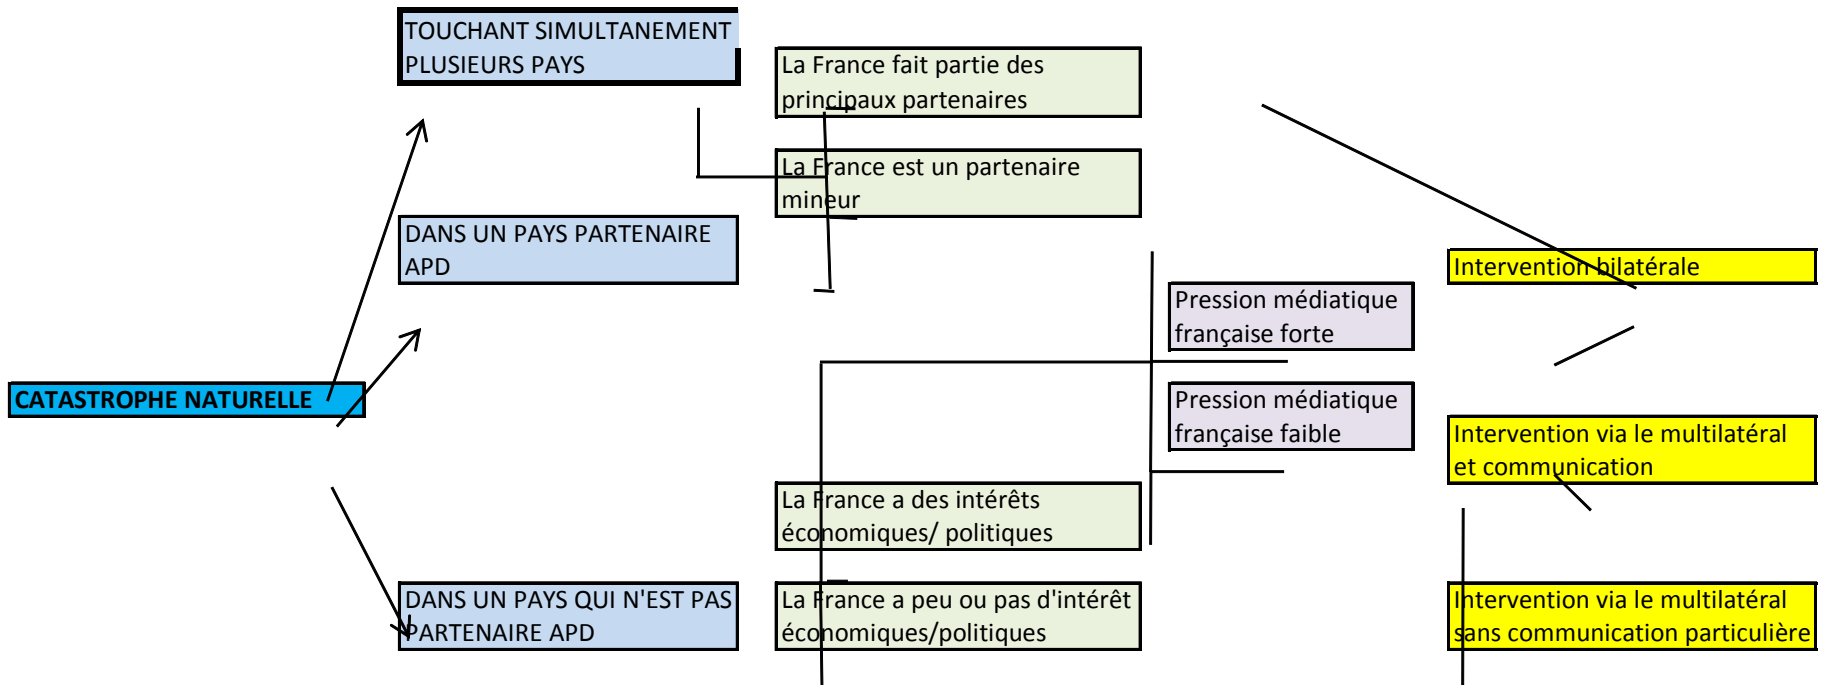 TOUCHANT SIMULTANEMENT
PLUSIEURS PAYS
La France fait partie des
principaux partenaires
La France est un partenaire
mineur
DANS UN PAYS PARTENAIRE
APD
Intervention bilatérale
Pression médiatique
française forte
CATASTROPHE NATURELLE
Pression médiatique
française faible
Intervention via le multilatéral
et communication
La France a des intérêts
économiques/ politiques
DANS UN PAYS QUI N'EST PAS
PARTENAIRE APD
La France a peu ou pas d'intérêt
économiques/politiques
Intervention via le multilatéral
sans communication particulière